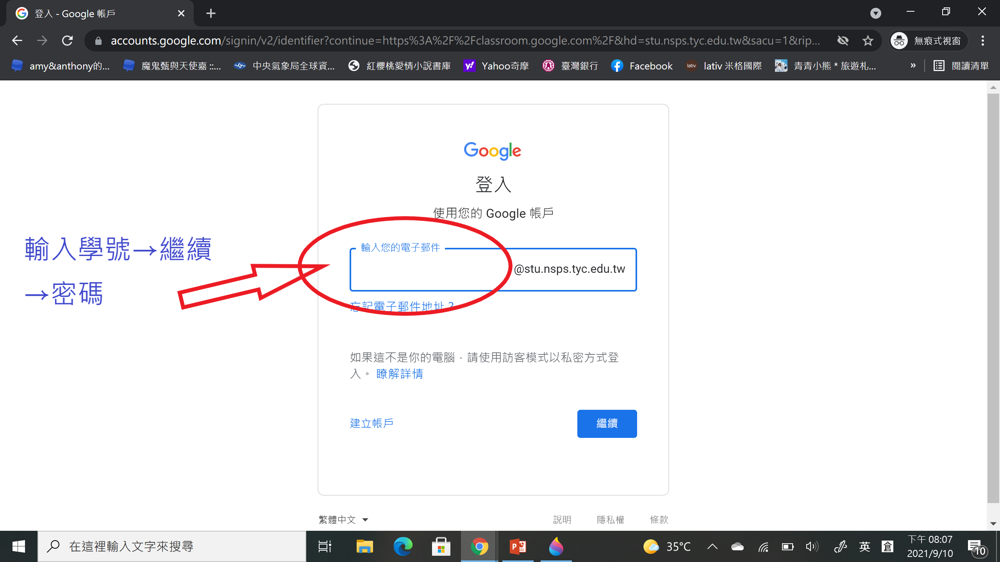 登入 - Google 帳戶
accounts.google.com/signin/v2/identifier?continue=https%3A%2F%2Fclassroom.google.com%2F&hd=stu.nsps.tyc.edu.tw&sacu=1&rip...
無痕式視窗
amy&anthony的...
魔鬼甄與天使嘉 ::...
中央氣象局全球資...
紅櫻桃愛情小說書庫
Yahoo奇摩
臺灣銀行
Facebook
lativ
lativ 米格國際
青青小熊 * 旅遊札...
»
閱讀清單
Google
登入
使用您的 Google 帳戶
輸入學號→繼續
→密碼
輸入您的電子郵件
@stu.nsps.tyc.edu.tw
忘記電子郵件地址？
如果這不是你的電腦，請使用訪客模式以私密方式登
入。 瞭解詳情
建立帳戶
繼續
繁體中文
說明
隱私權
條款
在這裡輸入文字來搜尋
35°C
英
倉
下午 08:07
2021/9/10
10